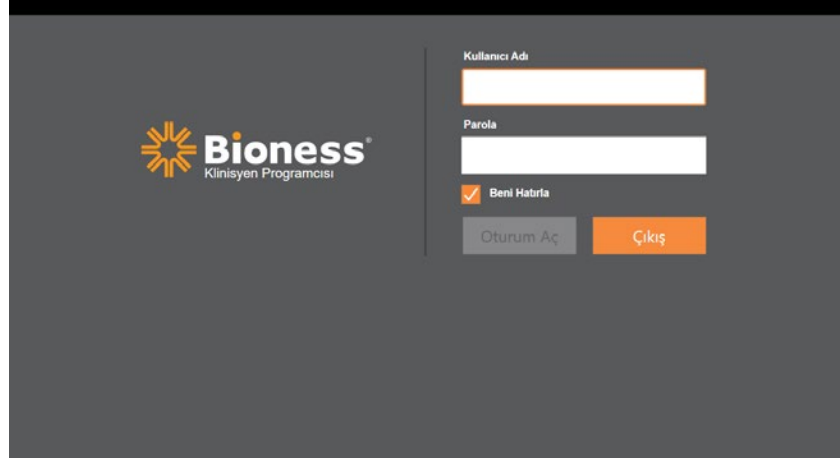 Bioness®
Klinisyen Programcısı
Kullanıcı Adı
Parola
Beni Hatırla
Oturum Aç
Çıkış